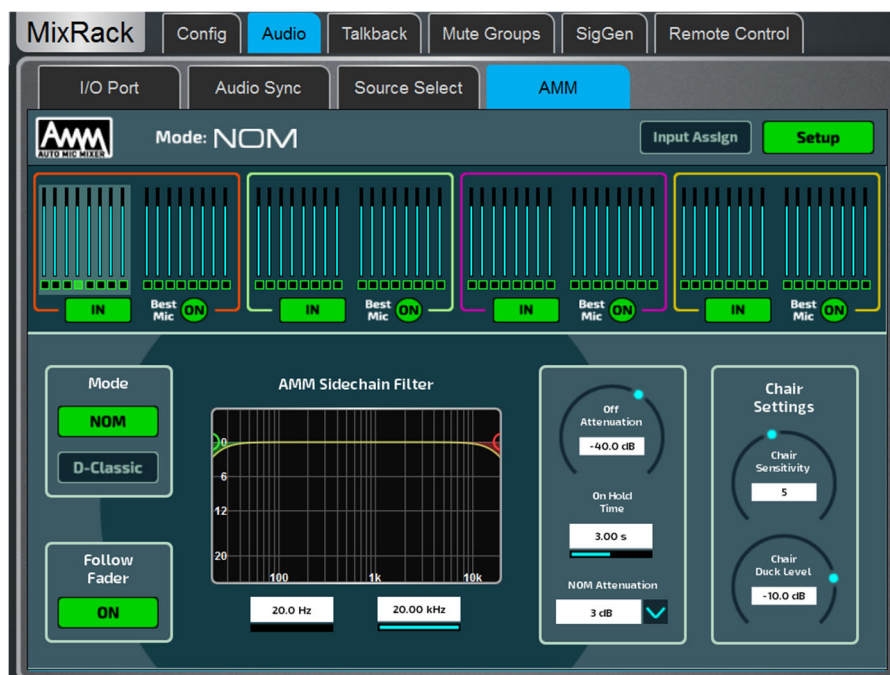 MixRack Config Audio Talkback Mute Groups SigGen Remote Control
I/O Port Audio Sync Source Select AMM
AMM
AUTO MIC MIXER
Mode: NOM
Input Assign Setup
IN Best Mic ON IN Best Mic ON IN Best Mic ON IN Best Mic ON
Mode
NOM
D-Classic
Follow
Fader
ON
AMM Sidechain Filter
0
6
12
20
100 1k 10k
20.0 Hz 20.00 kHz
Off
Attenuation
-40.0 dB
On Hold
Time
3.00 s
NOM Attenuation
3 dB
Chair
Settings
Chair
Sensitivity
5
Chair
Duck Level
-10.0 dB